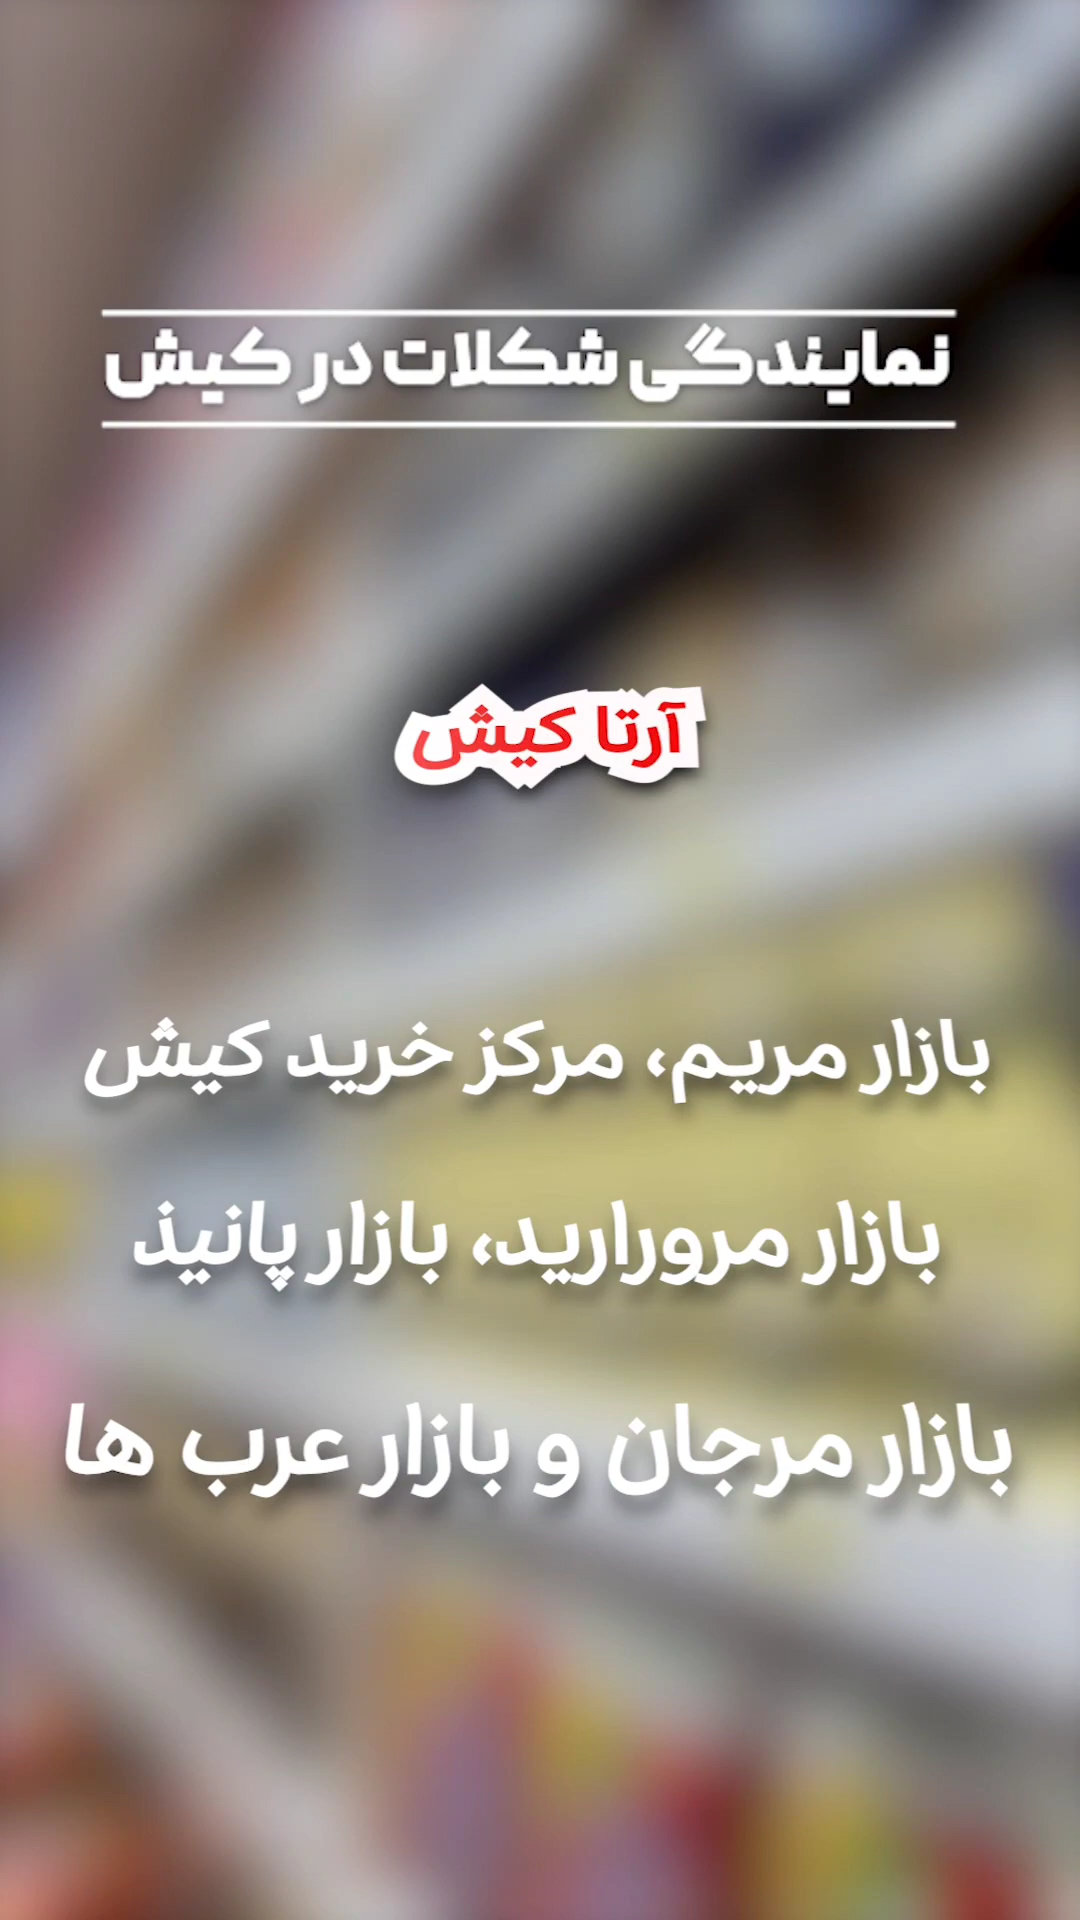 نمایندگی شکلات در کیش
آرتا کیش
بازار مریم، مرکز خرید کیش
بازار مرورارید، بازار پانیذ
بازار مرجان و بازار عرب ها